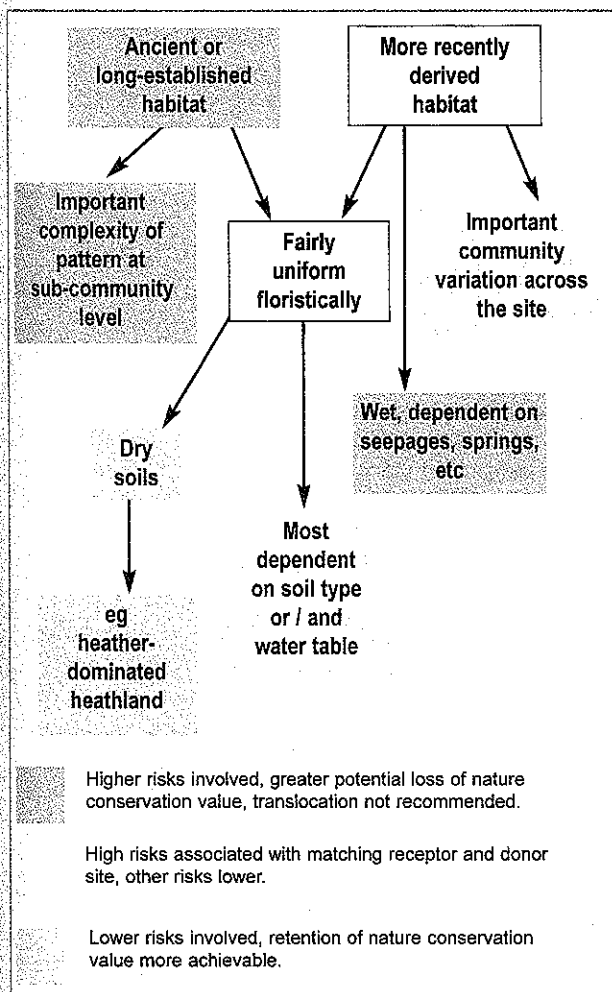 Ancient or
long-established
habitat
More recently
derived
habitat
Important
complexity of
pattern at
sub-community
level
Fairly
uniform
floristically
Important
community
variation across
the site
Wet, dependent on
seepages, springs,
etc
Dry
soils
Most
dependent
on soil type
or / and
water table
eg
heather-
dominated
heathland
Higher risks involved, greater potential loss of nature
conservation value, translocation not recommended.
High risks associated with matching receptor and donor
site, other risks lower.
Lower risks involved, retention of nature conservation
value more achievable.